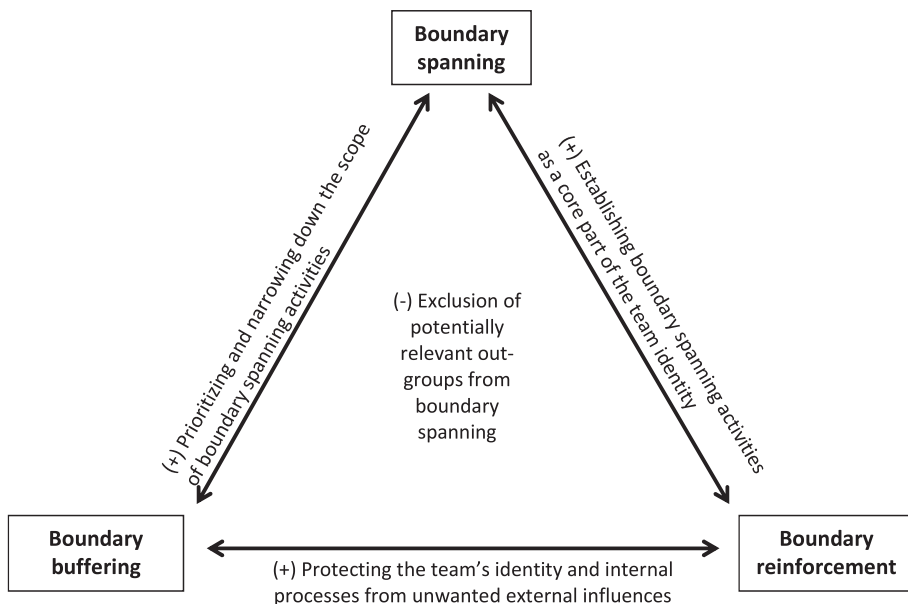 Boundary
spanning
(+) Prioritizing and narrowing down the scope
of boundary spanning activities
(+) Establishing boundary spanning activities
as a core part of the team identity
(-) Exclusion of
potentially
relevant out-
groups from
boundary
spanning
Boundary
buffering
Boundary
reinforcement
(+) Protecting the team’s identity and internal
processes from unwanted external influences